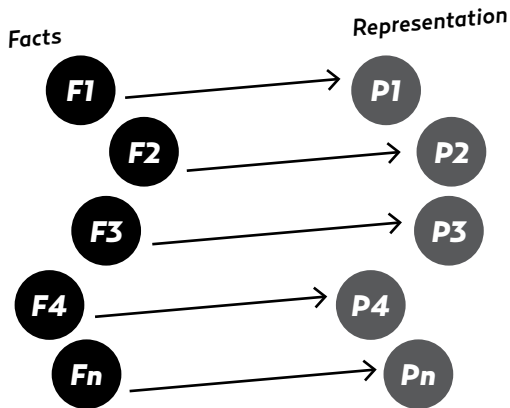 Facts
Representation
F1
P1
F2
P2
F3
P3
F4
P4
Fn
Pn